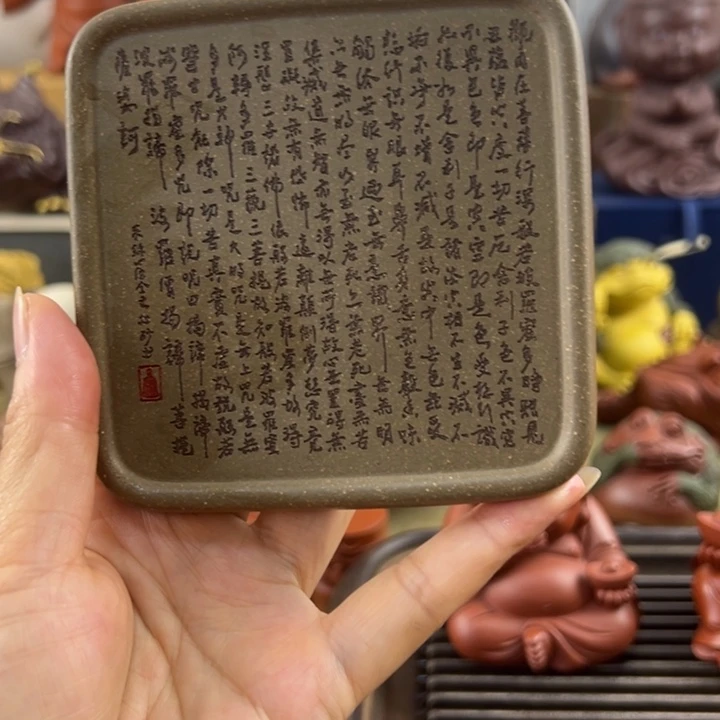 觀自在菩薩行深般若波羅蜜多時照見
五蘊皆空度一切苦厄舍利子色不異空空
不異色色即是空空即是色受想行識
亦復如是舍利子是諸法空相不生不滅不
垢不淨不增不減是故空中無色無受
想行識無眼耳鼻舌身意無色聲香味
觸法無眼界迺至無意識界無無明
亦無無明盡乃至無老死亦無老死盡無苦
集滅道無智亦無得以無所得故心無罣礙無
罣礙故無有恐怖遠離顛倒夢想究竟
涅槃三世諸佛依般若波羅蜜多故得
阿耨多羅三藐三菩提故知般若波羅蜜
多是大神咒是大明咒是無上咒是無
等等咒能除一切苦真實不虛故說般若
波羅蜜多咒即說咒曰揭諦揭諦
波羅揭諦波羅僧揭諦菩提
薩婆訶